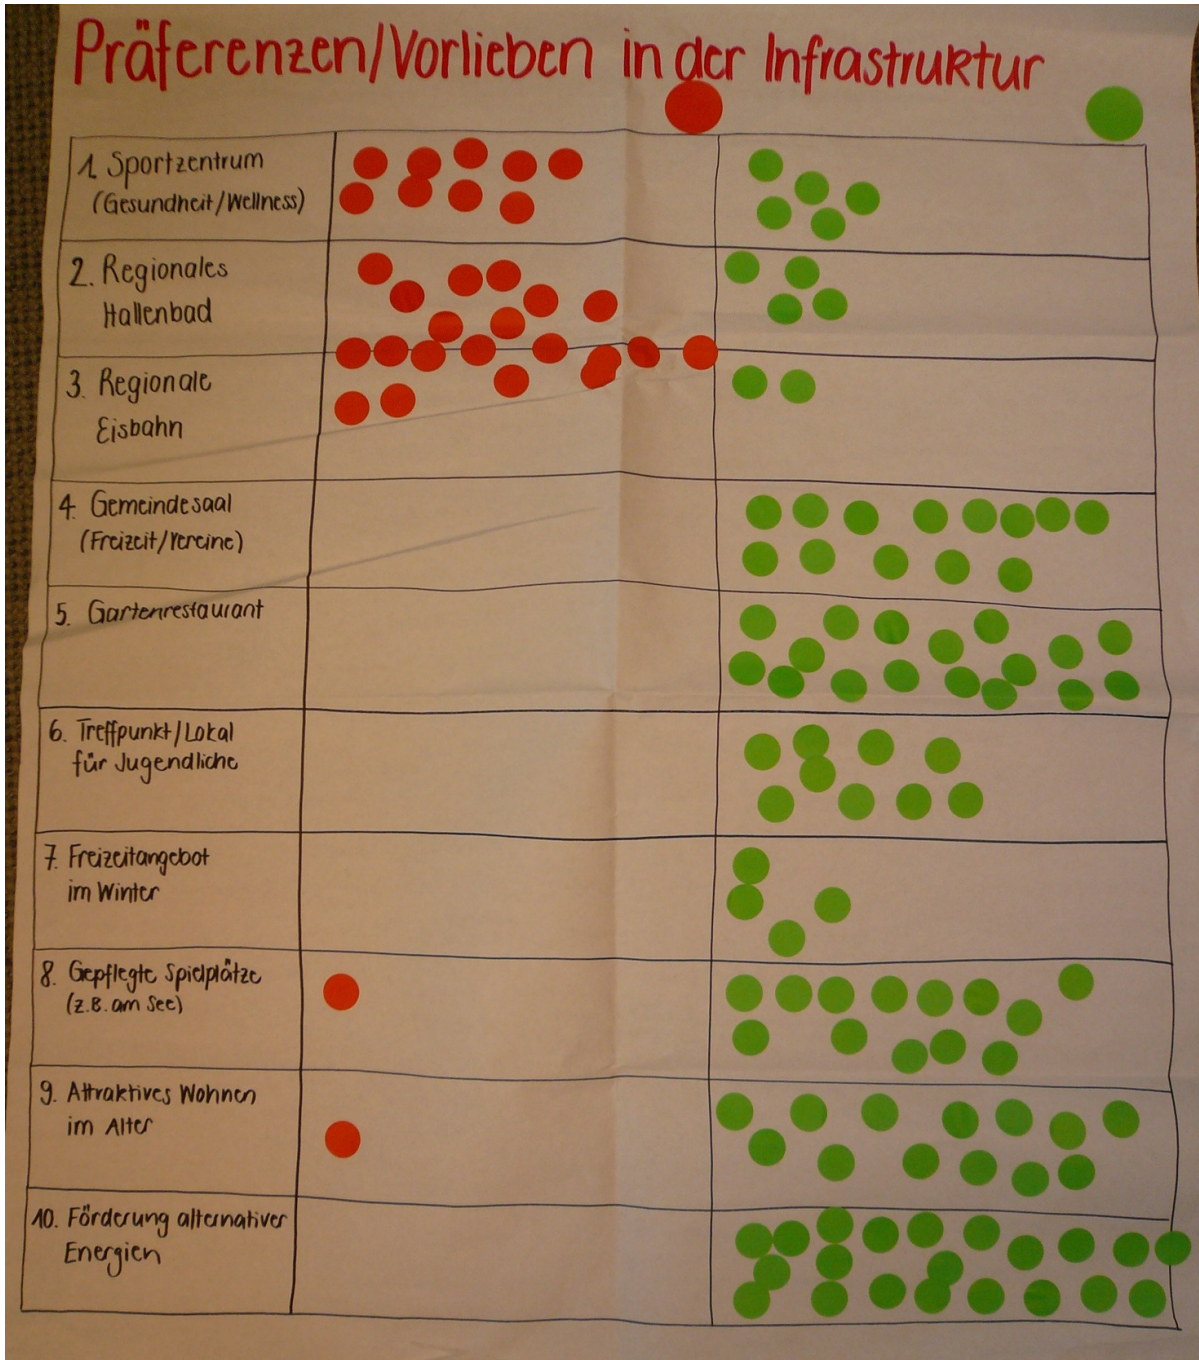 Präferenzen/Vorlieben in der Infrastruktur
1. Sportzentrum
(Gesundheit/Wellness)
2. Regionales
Hallenbad
3. Regionale
Eisbahn
4. Gemeindesaal
(Freizeit/Vereine)
5. Gartenrestaurant
6. Treffpunkt/Lokal
für Jugendliche
7. Freizeitangebot
im Winter
8. Gepflegte Spielplätze
(z.B. am See)
9. Attraktives Wohnen
im Alter
10. Förderung alternativer
Energien